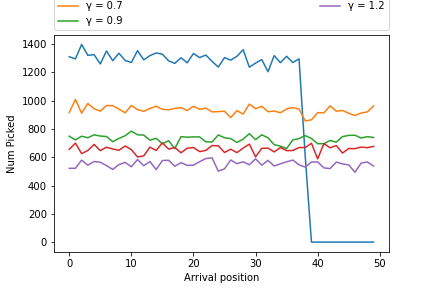 γ = 0.7 γ = 1.2
γ = 0.9
1400
1200
1000
800
600
400
200
0
Num Picked
0 10 20 30 40 50
Arrival position